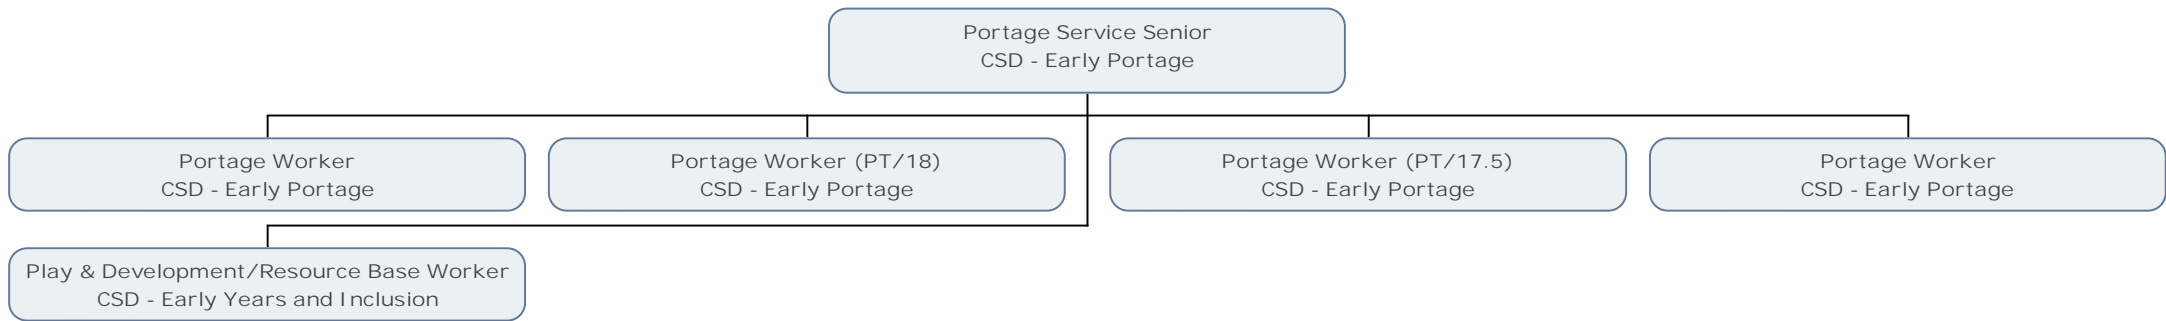 Portage Service Senior
CSD - Early Portage
Portage Worker
CSD - Early Portage
Portage Worker (PT/18)
CSD - Early Portage
Portage Worker (PT/17.5)
CSD - Early Portage
Portage Worker
CSD - Early Portage
Play & Development/Resource Base Worker
CSD - Early Years and Inclusion